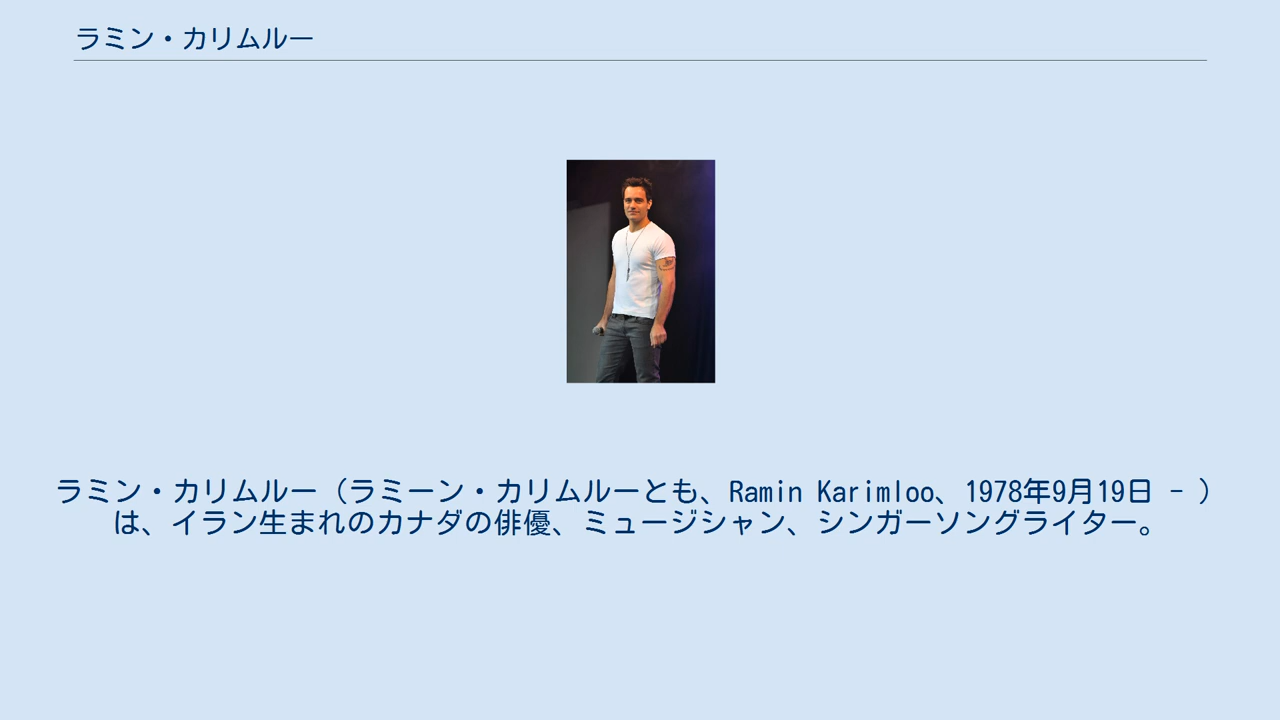 ラミン・カリムルー
ラミン・カリムルー（ラミーン・カリムルーとも、Ramin Karimloo、1978年9月19日 - ）
は、イラン生まれのカナダの俳優、ミュージシャン、シンガーソングライター。